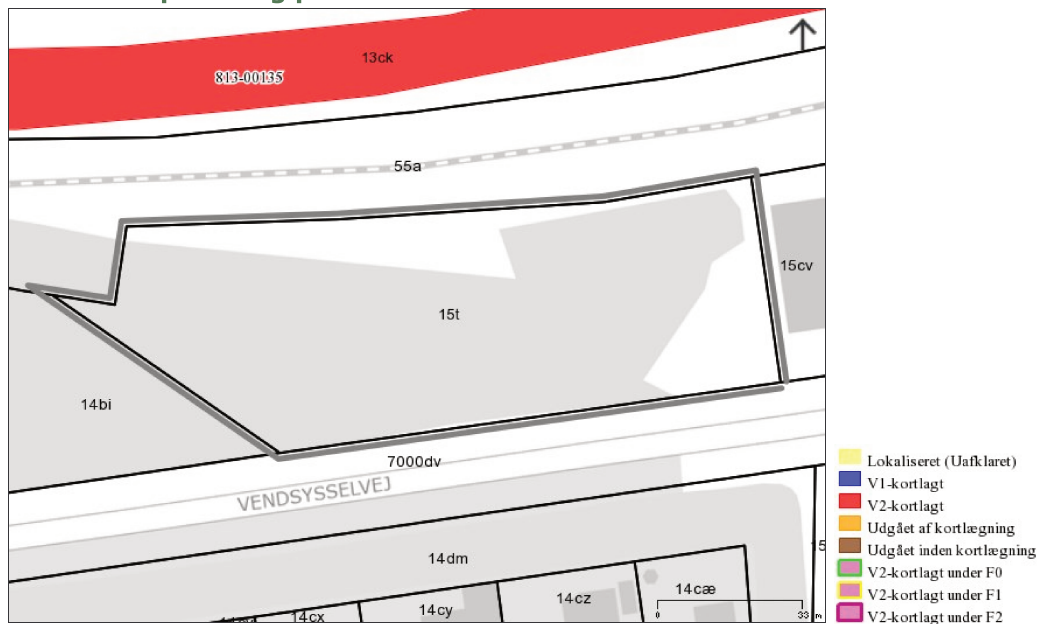 13ck
813-00135
55a
15cv
15t
14bi
7000dv
VENDSYSSELVEJ
14dm
15
14cæ
14cz
14cy
14cx
0
33 m
Lokaliseret (Uafklaret)
V1-kortlagt
V2-kortlagt
Udgået af kortlægning
Udgået inden kortlægning
V2-kortlagt under F0
V2-kortlagt under F1
V2-kortlagt under F2